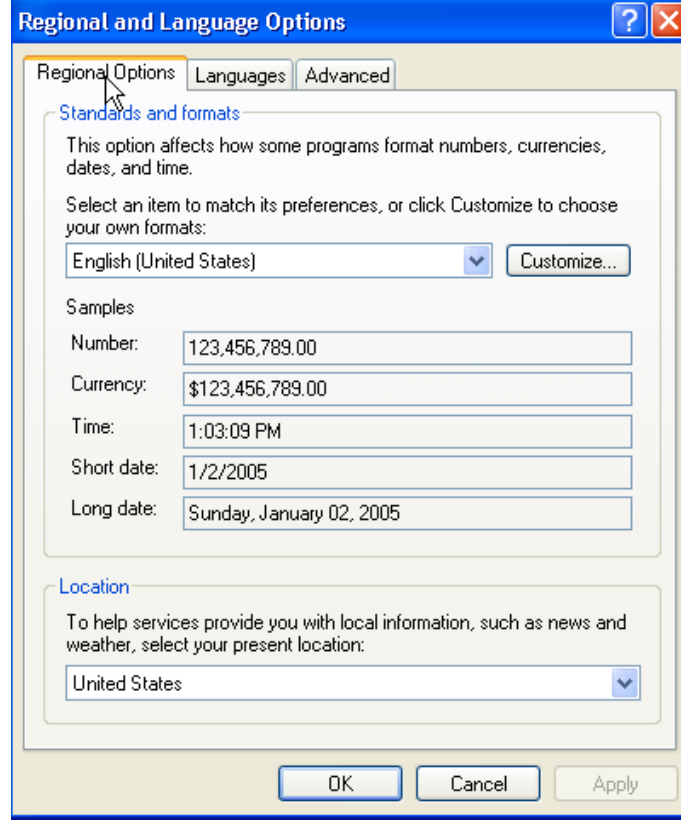 Regional and Language Options
Regional Options Languages Advanced
Standards and formats
This option affects how some programs format numbers, currencies,
dates, and time.
Select an item to match its preferences, or click Customize to choose
your own formats:
English (United States) Customize...
Samples
Number: 123,456,789.00
Currency: $123,456,789.00
Time: 1:03:09 PM
Short date: 1/2/2005
Long date: Sunday, January 02, 2005
Location
To help services provide you with local information, such as news and
weather, select your present location:
United States
OK Cancel Apply